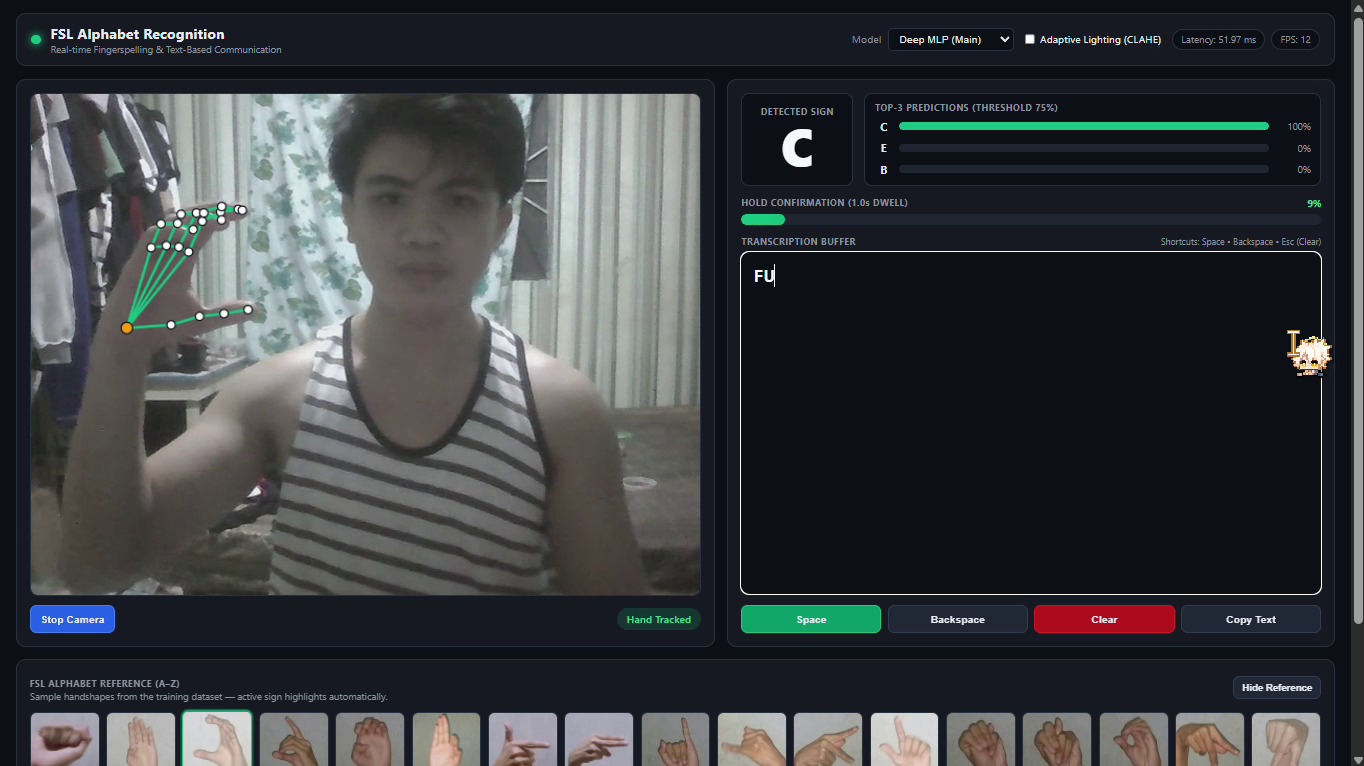 FSL Alphabet Recognition
Real-time Fingerspelling & Text-Based Communication
Model
Deep MLP (Main)
Adaptive Lighting (CLAHE)
Latency: 51.97 ms
FPS: 12
DETECTED SIGN
C
TOP-3 PREDICTIONS (THRESHOLD 75%)
C 100%
E 0%
B 0%
HOLD CONFIRMATION (1.0s DWELL) 9%
TRANSCRIPTION BUFFER
Shortcuts: Space • Backspace • Esc (Clear)
FU
Stop Camera
Hand Tracked
Space
Backspace
Clear
Copy Text
FSL ALPHABET REFERENCE (A–Z)
Sample handshapes from the training dataset — active sign highlights automatically.
Hide Reference